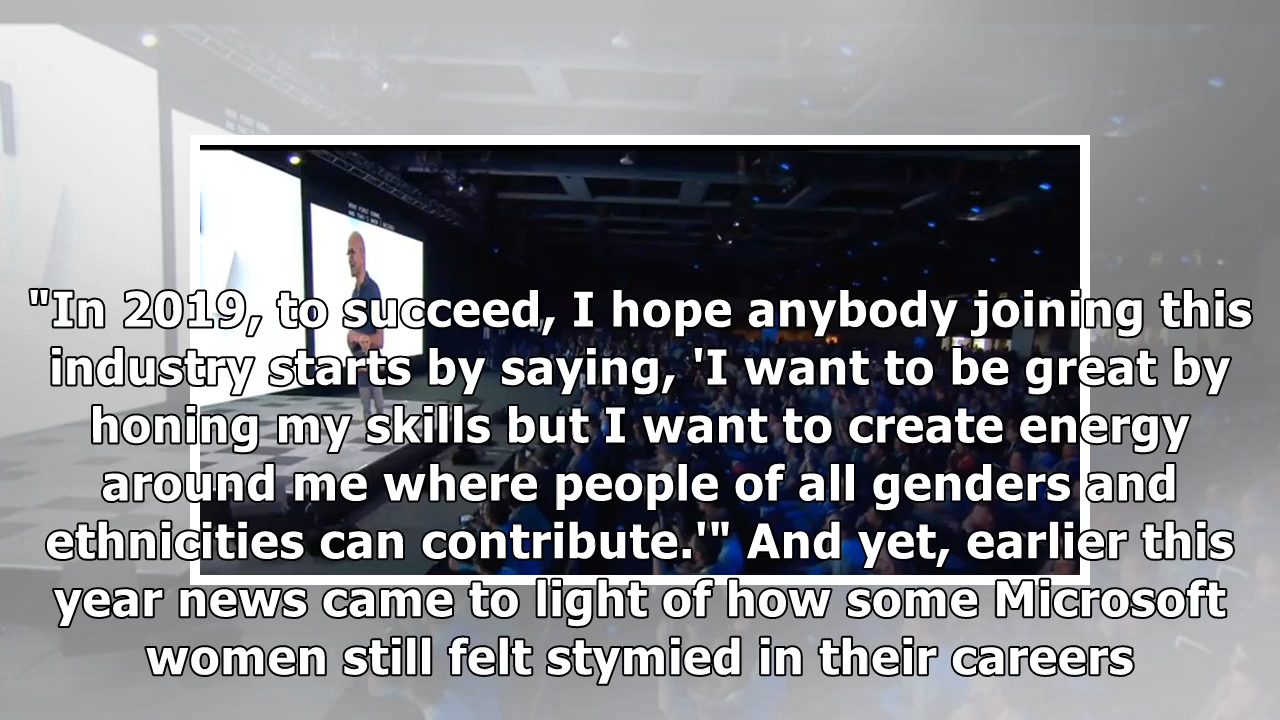 "In 2019, to succeed, I hope anybody joining this
industry starts by saying, 'I want to be great by
honing my skills but I want to create energy
around me where people of all genders and
ethnicities can contribute.'" And yet, earlier this
year news came to light of how some Microsoft
women still felt stymied in their careers